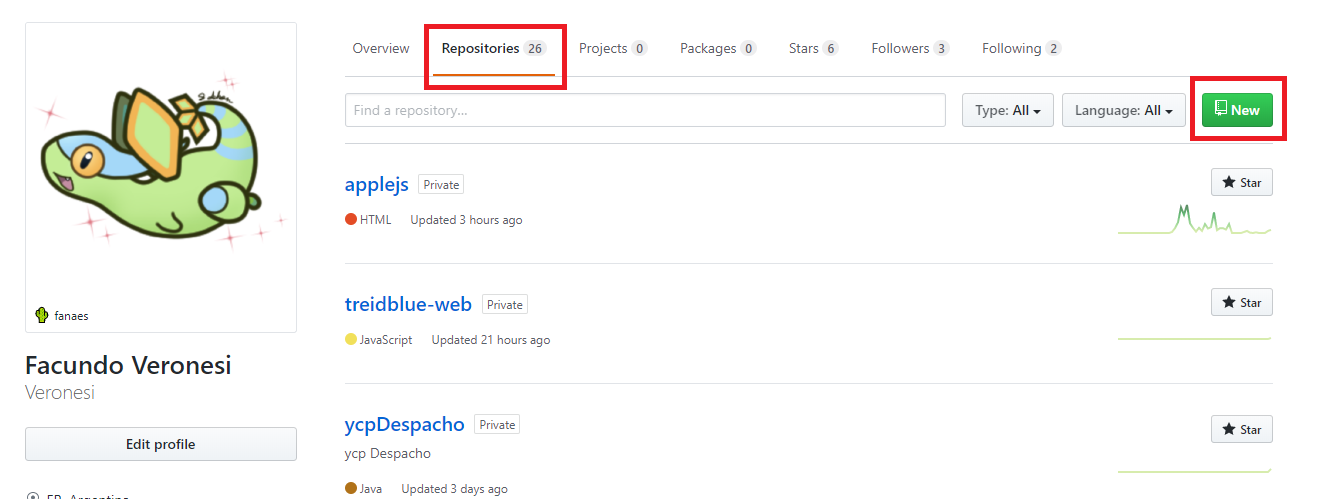 Overview Repositories 26 Projects 0 Packages 0 Stars 6 Followers 3 Following 2
Find a repository... Type: All Language: All New
applejs Private Star
HTML Updated 3 hours ago
treidblue-web Private Star
JavaScript Updated 21 hours ago
ycpDespacho Private Star
ycp Despacho
Java Updated 3 days ago
fanaes
Facundo Veronesi
Veronesi
Edit profile